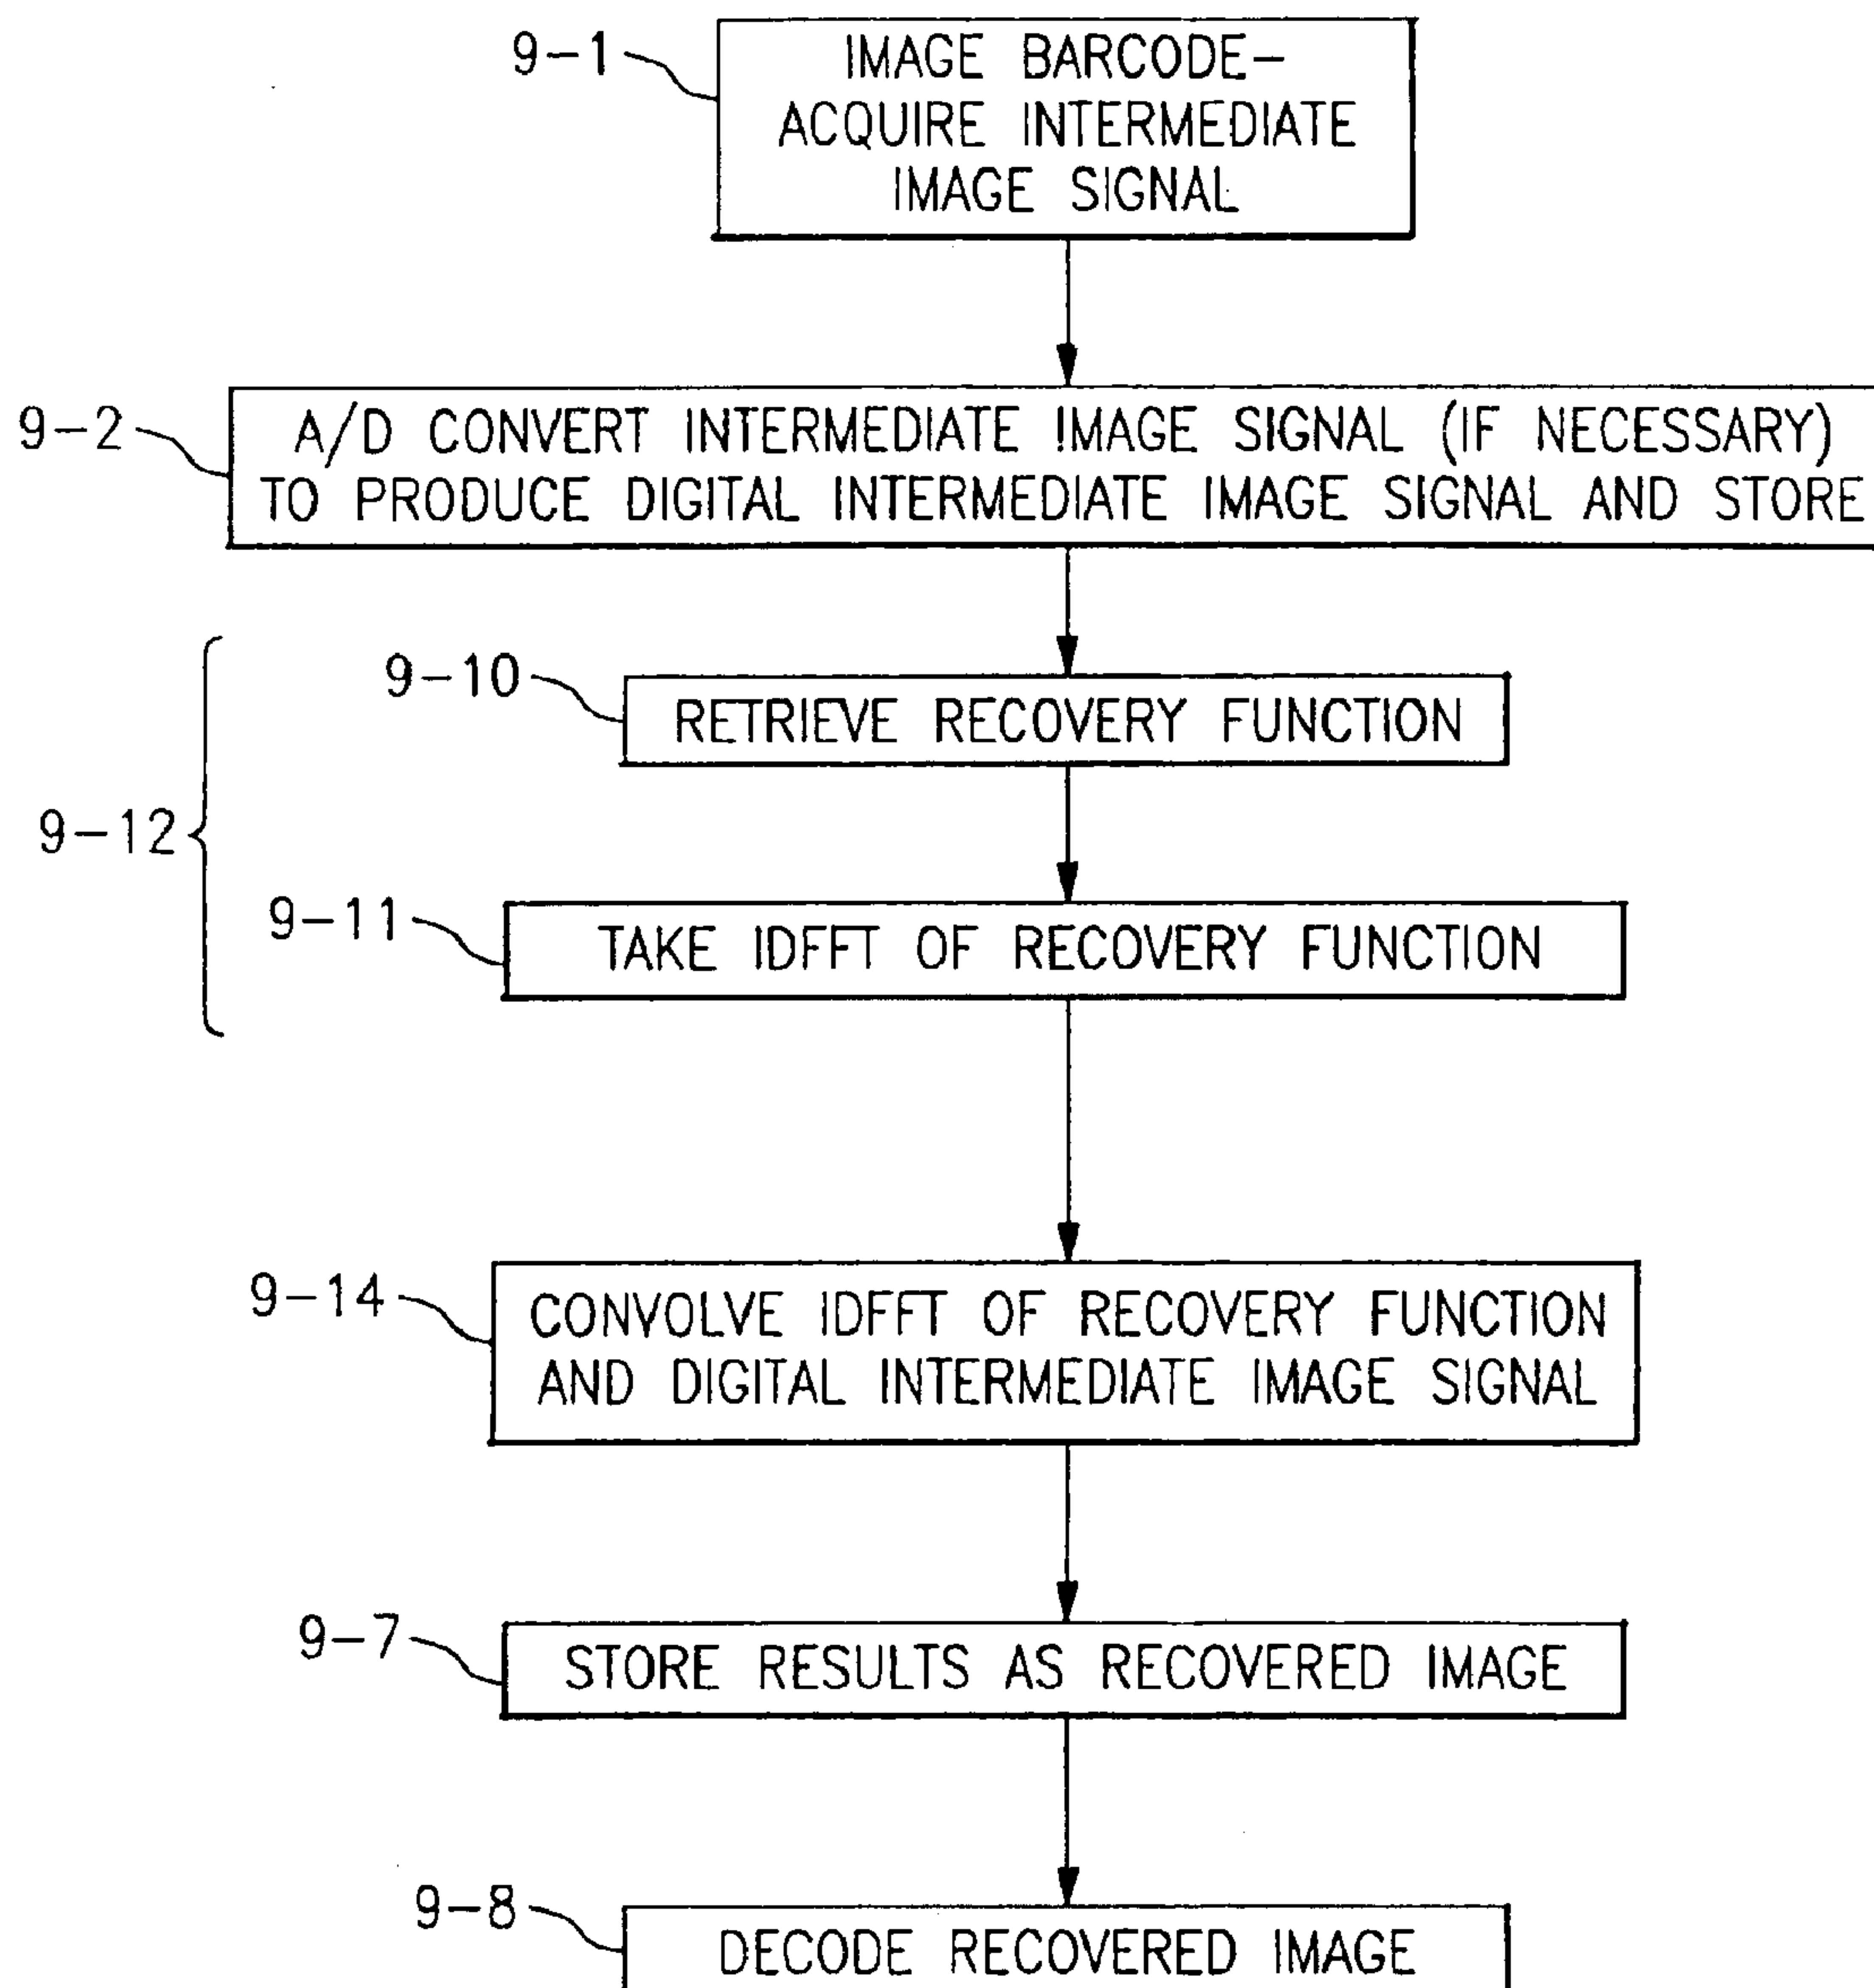 9-1
IMAGE BARCODE-
ACQUIRE INTERMEDIATE
IMAGE SIGNAL
9-2
A/D CONVERT INTERMEDIATE IMAGE SIGNAL (IF NECESSARY)
TO PRODUCE DIGITAL INTERMEDIATE IMAGE SIGNAL AND STORE
9-10
RETRIEVE RECOVERY FUNCTION
9-12
9-11
TAKE IDFFT OF RECOVERY FUNCTION
9-14
CONVOLVE IDFFT OF RECOVERY FUNCTION
AND DIGITAL INTERMEDIATE IMAGE SIGNAL
9-7
STORE RESULTS AS RECOVERED IMAGE
9-8
DECODE RECOVERED IMAGE